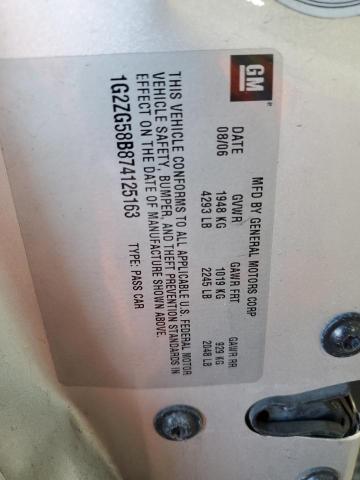 GM
MFD BY GENERAL MOTORS CORP
DATE GVWR GAWR FRT GAWR RR
08/06 1948 KG 1019 KG 929 KG
4293 LB 2245 LB 2048 LB
THIS VEHICLE CONFORMS TO ALL APPLICABLE U.S. FEDERAL MOTOR
VEHICLE SAFETY, BUMPER, AND THEFT PREVENTION STANDARDS IN
EFFECT ON THE DATE OF MANUFACTURE SHOWN ABOVE.
1G2ZG58B874125163 TYPE: PASS CAR